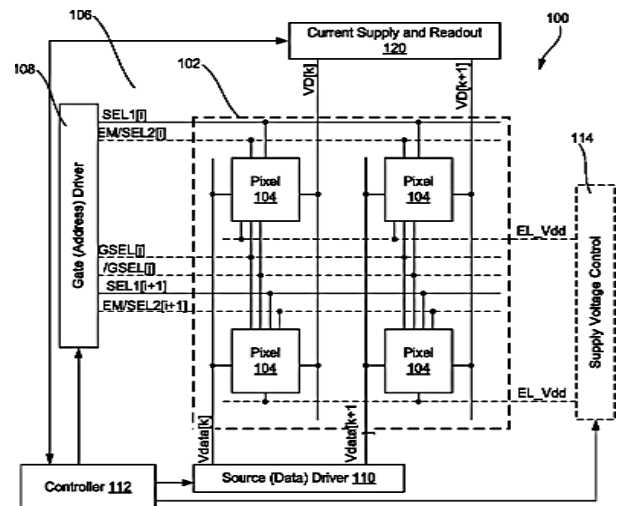 106
Current Supply and Readout
120
100
108
102
VD[k]
VD[k+1]
SEL1[i]
EM/SEL2[i]
114
Gate (Address) Driver
Pixel
104
Pixel
104
EL_Vdd
GSEL[j]
/GSEL[j]
SEL1[i+1]
EM/SEL2[i+1]
Supply Voltage Control
Pixel
104
Pixel
104
EL_Vdd
Vdata[k]
Vdata[k+1
Controller 112
Source (Data) Driver 110